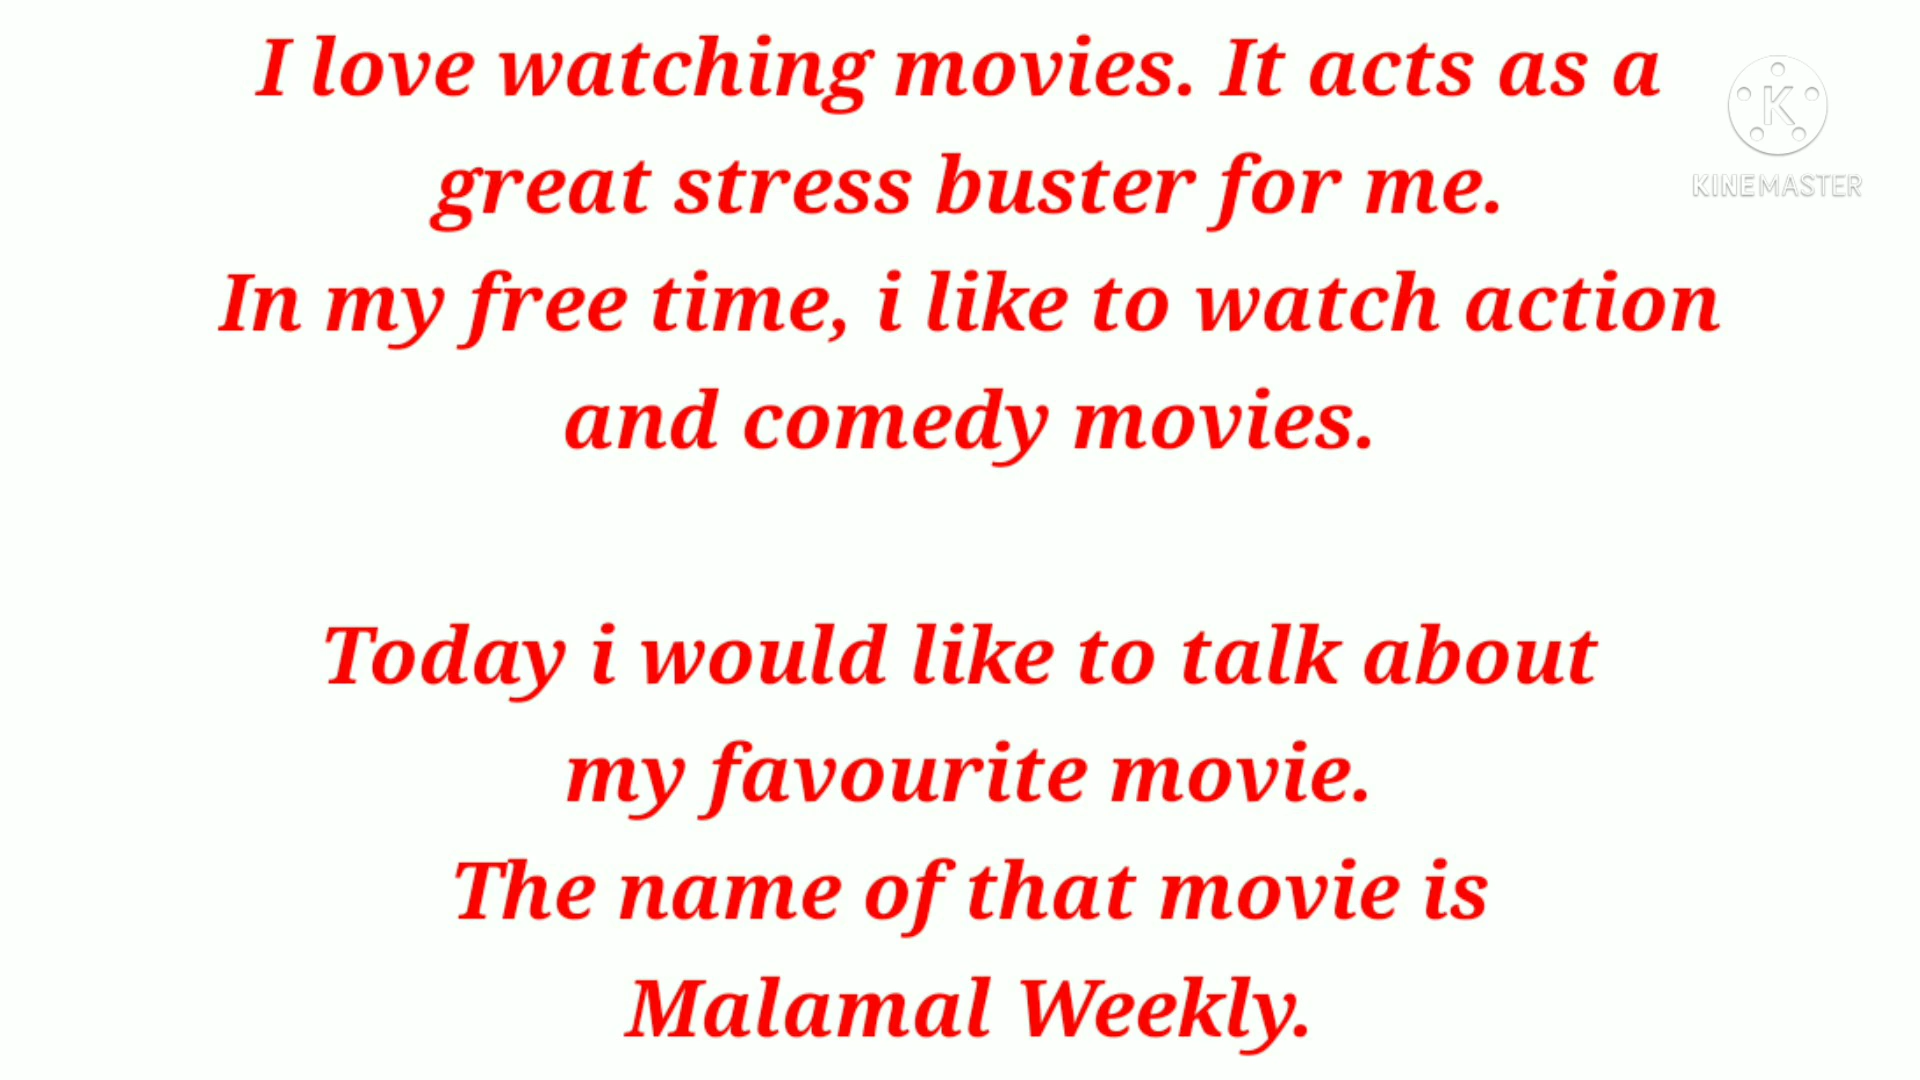 I love watching movies. It acts as a
great stress buster for me.
In my free time, i like to watch action
and comedy movies.
Today i would like to talk about
my favourite movie.
The name of that movie is
Malamal Weekly.
K
KINEMASTER